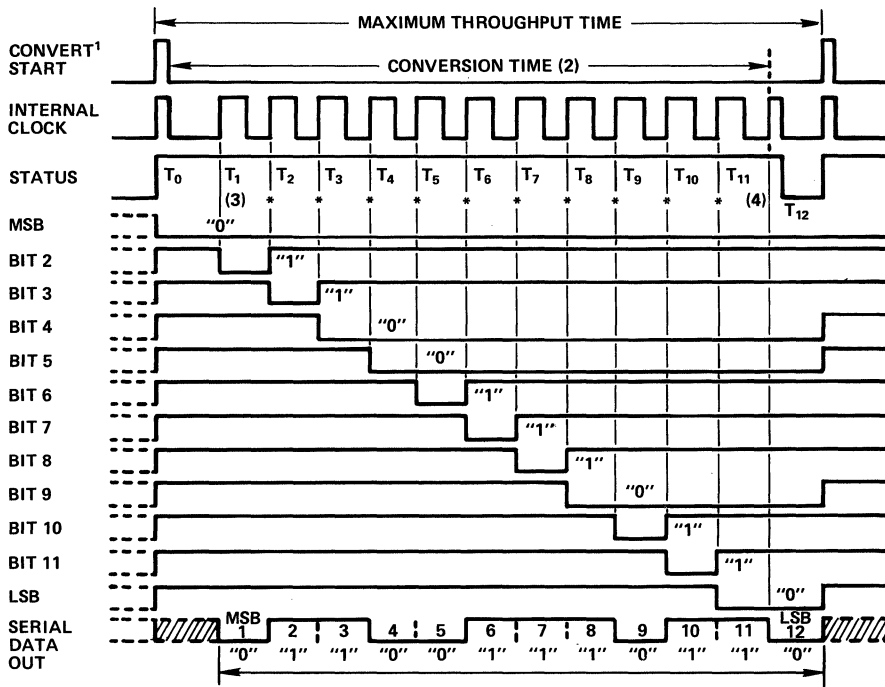 MAXIMUM THROUGHPUT TIME
CONVERT¹
START
CONVERSION TIME (2)
INTERNAL
CLOCK
STATUS
T₀ T₁ T₂ T₃ T₄ T₅ T₆ T₇ T₈ T₉ T₁₀ T₁₁
(3) * * * * * * * * * * (4) T₁₂
MSB "0"
BIT 2 "1"
BIT 3 "1"
BIT 4 "0"
BIT 5 "0"
BIT 6 "1"
BIT 7 "1"
BIT 8 "1"
BIT 9 "0"
BIT 10 "1"
BIT 11 "1"
LSB "0"
SERIAL
DATA
OUT
MSB LSB
1 2 3 4 5 6 7 8 9 10 11 12
"0" "1" "1" "0" "0" "1" "1" "1" "0" "1" "1" "0"